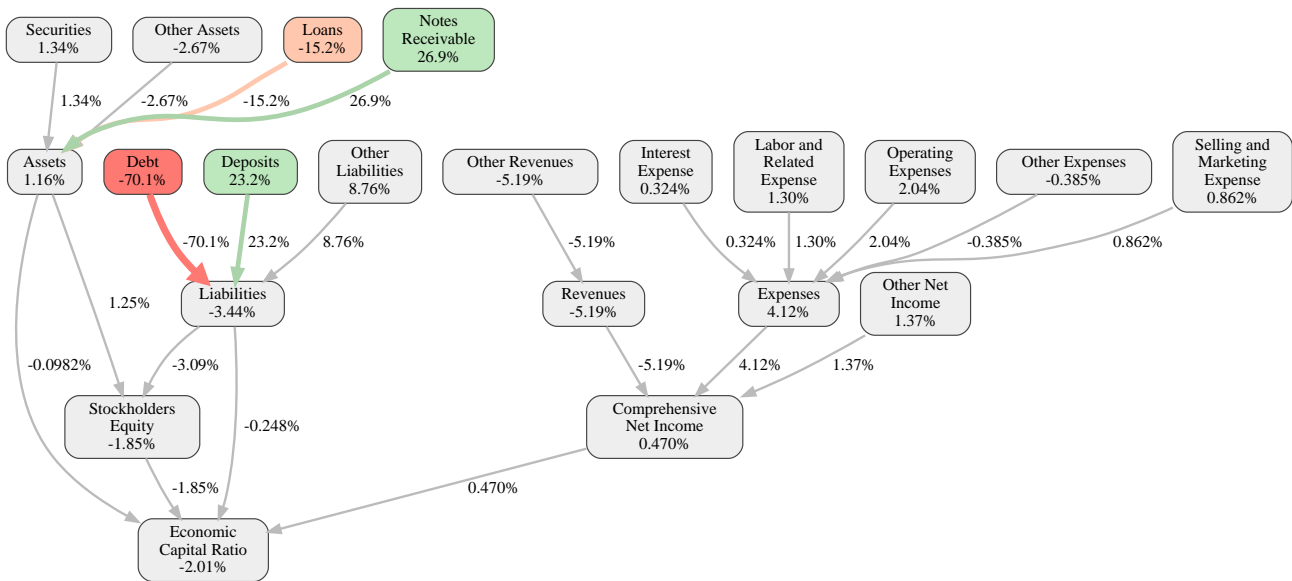 Securities
1.34%
Other Assets
-2.67%
Loans
-15.2%
Notes
Receivable
26.9%
1.34%
-2.67%
-15.2%
26.9%
Assets
1.16%
Debt
-70.1%
Deposits
23.2%
Other
Liabilities
8.76%
Other Revenues
-5.19%
Interest
Expense
0.324%
Labor and
Related
Expense
1.30%
Operating
Expenses
2.04%
Other Expenses
-0.385%
Selling and
Marketing
Expense
0.862%
-70.1%
23.2%
8.76%
-5.19%
0.324%
1.30%
2.04%
-0.385%
0.862%
1.25%
Liabilities
-3.44%
Revenues
-5.19%
Expenses
4.12%
Other Net
Income
1.37%
-0.0982%
-3.09%
-5.19%
4.12%
1.37%
Stockholders
Equity
-1.85%
-0.248%
Comprehensive
Net Income
0.470%
-1.85%
0.470%
Economic
Capital Ratio
-2.01%